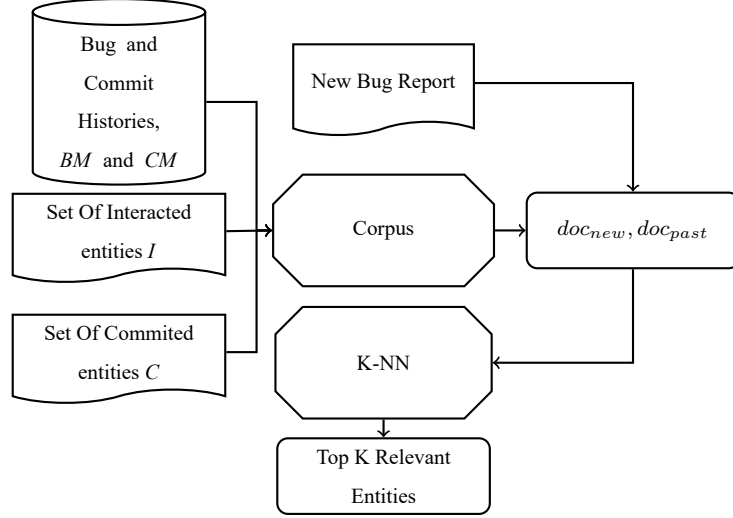 Bug and
Commit
Histories,
BM and CM
New Bug Report
Set Of Interacted
entities I
Corpus
doc_new, doc_past
Set Of Commited
entities C
K-NN
Top K Relevant
Entities